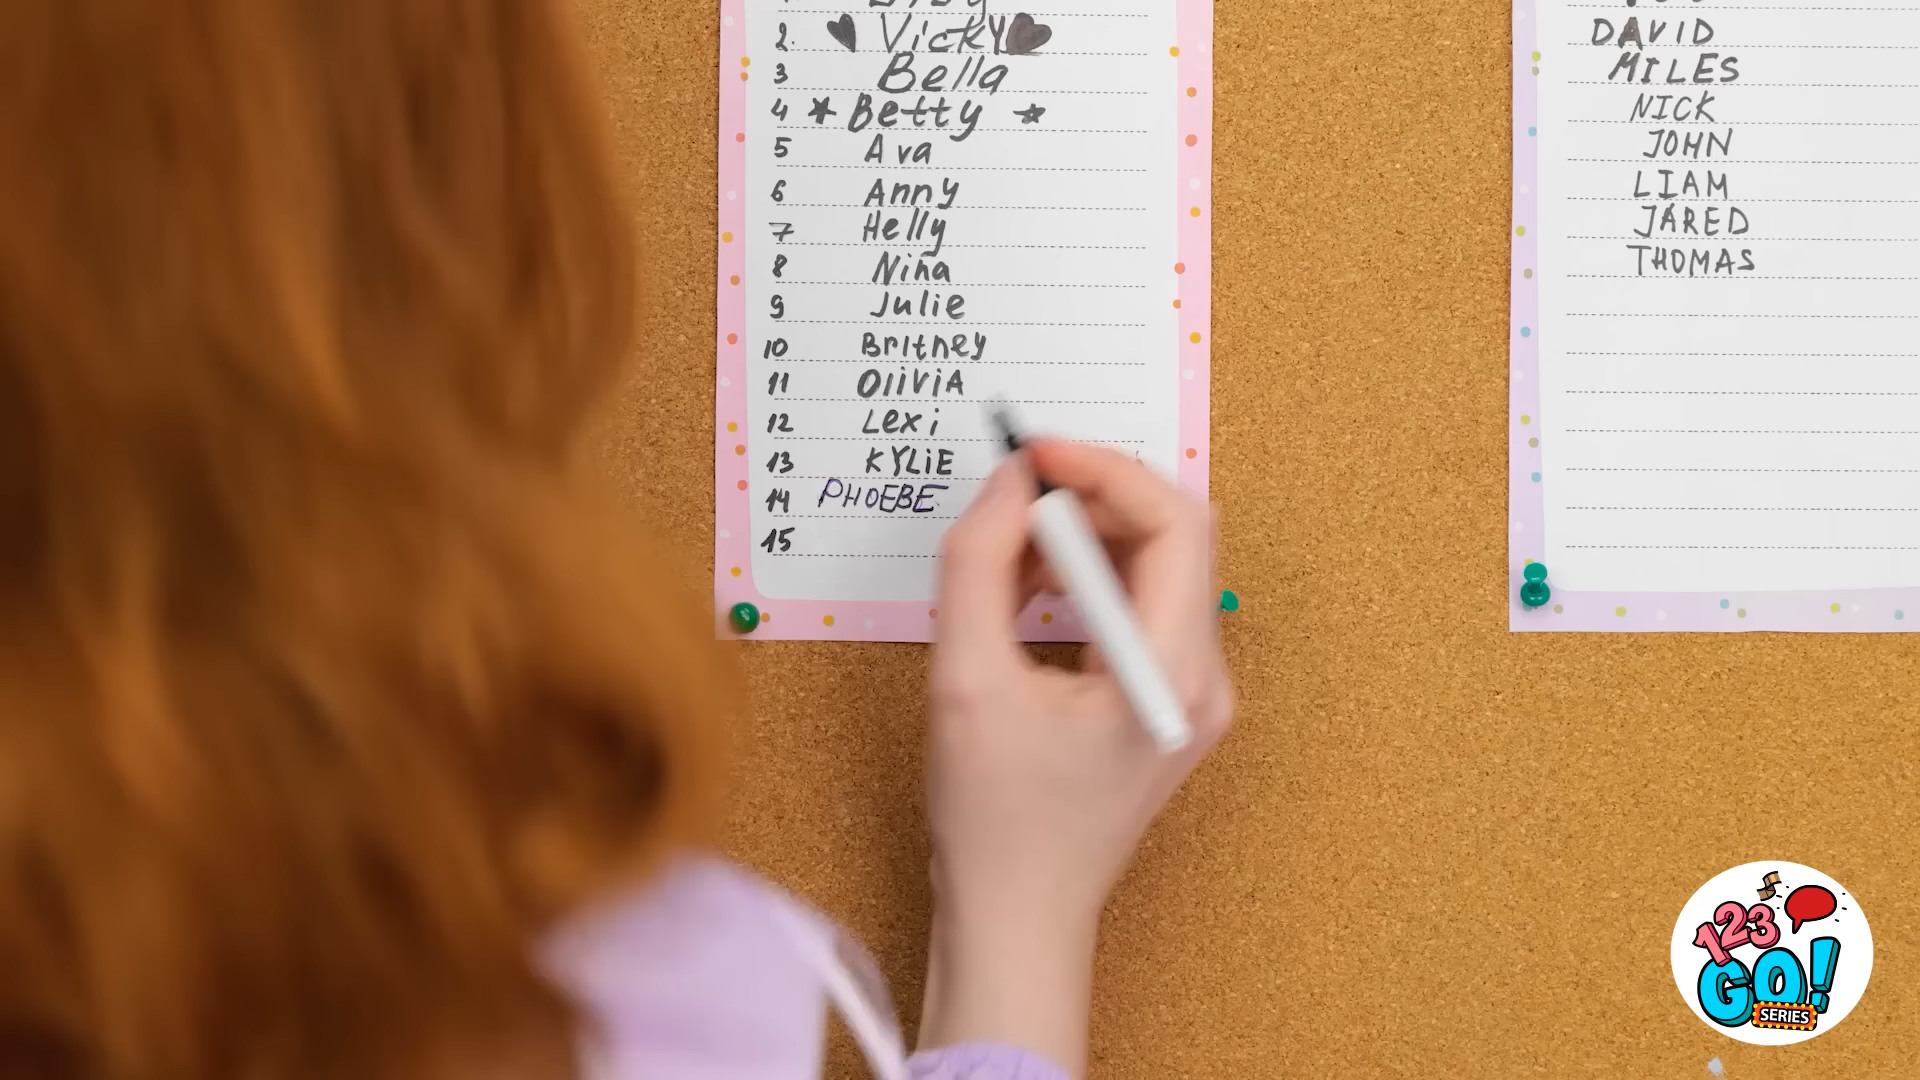 2. Vicky
3 Bella
4 * Betty *
5 Ava
6 Anny
7 Helly
8 Nina
9 Julie
10 Britney
11 OliviA
12 Lexi
13 KYLiE
14 PHOEBE
15
DAVID
MILES
NICK
JOHN
LIAM
JARED
THOMAS
123
GO!
SERIES